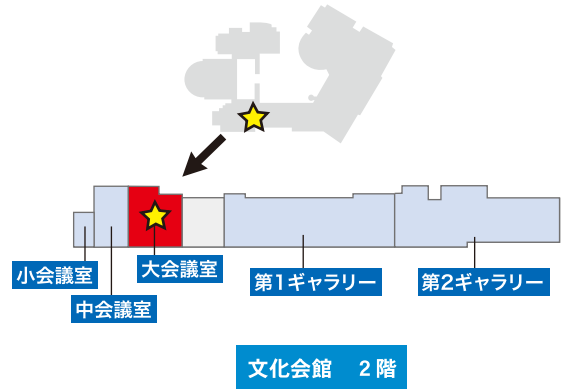 小会議室
中会議室
大会議室
第1ギャラリー
第2ギャラリー
文化会館　2階